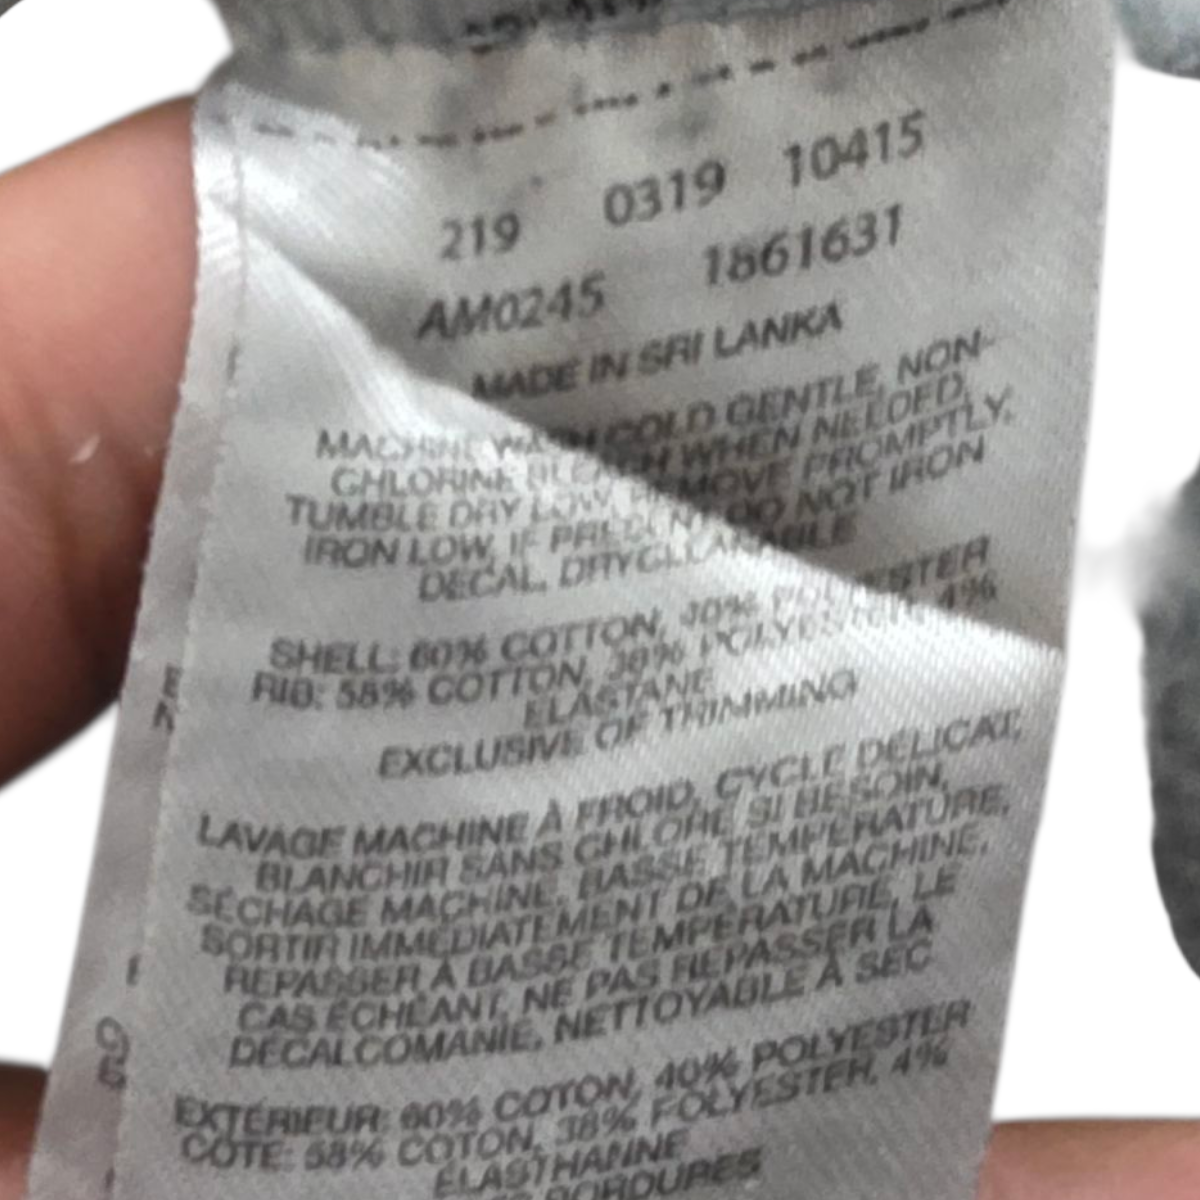 219 0319 10415
AM0245 1861631
MADE IN SRI LANKA
MACHINE WASH COLD GENTLE, NON-
CHLORINE BLEACH WHEN NEEDED,
TUMBLE DRY LOW, REMOVE PROMPTLY,
IRON LOW, IF PRESENT DO NOT IRON
DECAL, DRYCLEANABLE
SHELL: 60% COTTON, 40% POLYESTER
RIB: 58% COTTON, 38% POLYESTER, 4%
ELASTANE
EXCLUSIVE OF TRIMMING
LAVAGE MACHINE À FROID, CYCLE DÉLICAT,
BLANCHIR SANS CHLORE SI BESOIN,
SÉCHAGE MACHINE, BASSE TEMPÉRATURE,
SORTIR IMMÉDIATEMENT DE LA MACHINE,
REPASSER À BASSE TEMPÉRATURE, LE
CAS ÉCHÉANT, NE PAS REPASSER LA
DÉCALCOMANIE, NETTOYABLE À SEC
EXTÉRIEUR: 60% COTON, 40% POLYESTER
CÔTE: 58% COTON, 38% POLYESTER, 4%
ÉLASTHANNE
BORDURES